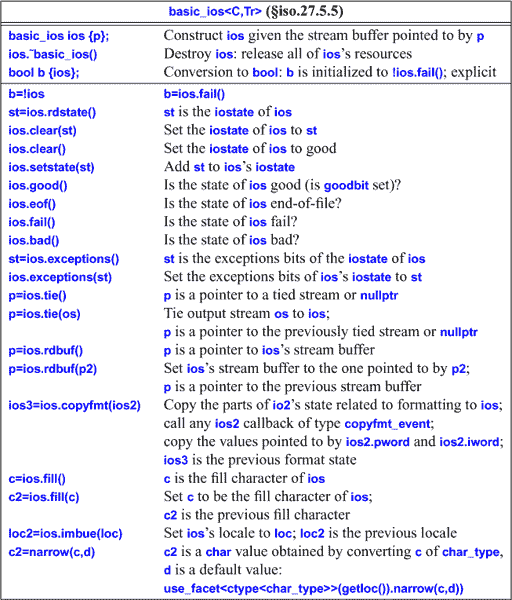 basic_ios<C,Tr> (§iso.27.5.5)
basic_ios ios {p}; Construct ios given the stream buffer pointed to by p
ios.~basic_ios() Destroy ios: release all of ios’s resources
bool b {ios}; Conversion to bool: b is initialized to !ios.fail(); explicit
b=!ios b=ios.fail()
st=ios.rdstate() st is the iostate of ios
ios.clear(st) Set the iostate of ios to st
ios.clear() Set the iostate of ios to good
ios.setstate(st) Add st to ios’s iostate
ios.good() Is the state of ios good (is goodbit set)?
ios.eof() Is the state of ios end-of-file?
ios.fail() Is the state of ios fail?
ios.bad() Is the state of ios bad?
st=ios.exceptions() st is the exceptions bits of the iostate of ios
ios.exceptions(st) Set the exceptions bits of ios’s iostate to st
p=ios.tie() p is a pointer to a tied stream or nullptr
p=ios.tie(os) Tie output stream os to ios;
p is a pointer to the previously tied stream or nullptr
p=ios.rdbuf() p is a pointer to ios’s stream buffer
p=ios.rdbuf(p2) Set ios’s stream buffer to the one pointed to by p2;
p is a pointer to the previous stream buffer
ios3=ios.copyfmt(ios2) Copy the parts of io2’s state related to formatting to ios;
call any ios2 callback of type copyfmt_event;
copy the values pointed to by ios2.pword and ios2.iword;
ios3 is the previous format state
c=ios.fill() c is the fill character of ios
c2=ios.fill(c) Set c to be the fill character of ios;
c2 is the previous fill character
loc2=ios.imbue(loc) Set ios’s locale to loc; loc2 is the previous locale
c2=narrow(c,d) c2 is a char value obtained by converting c of char_type,
d is a default value:
use_facet<ctype<char_type>>(getloc()).narrow(c,d))